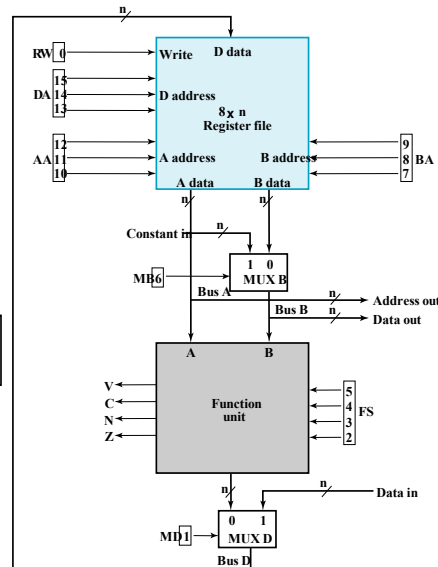 n
RW 0
Write
D data
15
DA 14
13
D address
8 x n
Register file
12
AA 11
10
A address
B address
9
8 BA
7
A data
B data
n
n
n
Constant in
1 0
MUX B
MB 6
Bus A
n
Address out
Bus B
n
Data out
A
B
V
C
N
Z
Function
unit
5
4
3
2
FS
n
n
Data in
0 1
MUX D
MD 1
Bus D